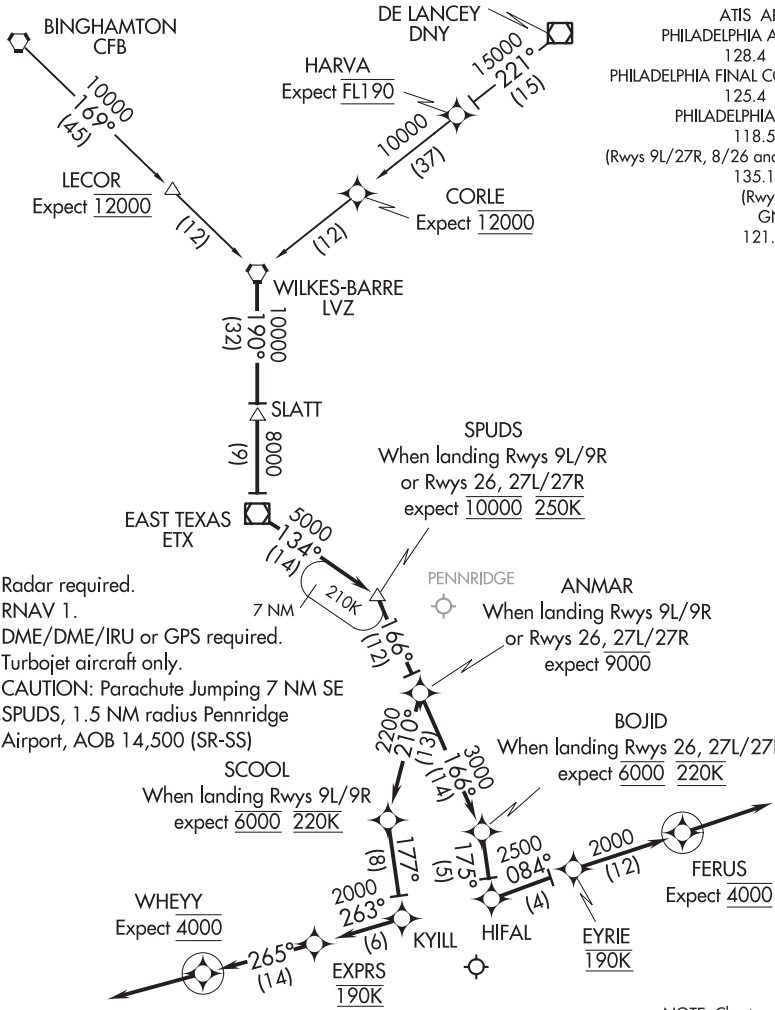 BINGHAMTON
CFB
DE LANCEY
DNY
ATIS
PHILADELPHIA
128.4
PHILADELPHIA FINAL
125.4
PHILADELPHIA
118.5
(Rwys 9L/27R, 8/26 and
135.1
(Rwy
121.
HARVA
Expect FL190
15000
221°
(15)
10000
169°
(45)
10000
(37)
LECOR
Expect 12000
CORLE
Expect 12000
(12)
(12)
WILKES-BARRE
LVZ
10000
190°
(32)
SLATT
8000
(9)
SPUDS
When landing Rwys 9L/9R
or Rwys 26, 27L/27R
expect 10000 250K
EAST TEXAS
ETX
5000
134°
(14)
PENNRIDGE
210K
7 NM
Radar required.
RNAV 1.
DME/DME/IRU or GPS required.
Turbojet aircraft only.
CAUTION: Parachute Jumping 7 NM SE
SPUDS, 1.5 NM radius Pennridge
Airport, AOB 14,500 (SR-SS)
166°
(12)
ANMAR
When landing Rwys 9L/9R
or Rwys 26, 27L/27R
expect 9000
2200
210°
(13)
3000
166°
(14)
BOJID
When landing Rwys 26, 27L/27
expect 6000 220K
SCOOL
When landing Rwys 9L/9R
expect 6000 220K
177°
(8)
175°
(5)
2500
084°
(4)
2000
(12)
FERUS
Expect 4000
WHEYY
Expect 4000
2000
263°
(6)
KYILL
HIFAL
EYRIE
190K
265°
(14)
EXPRS
190K
NOTE: Chart